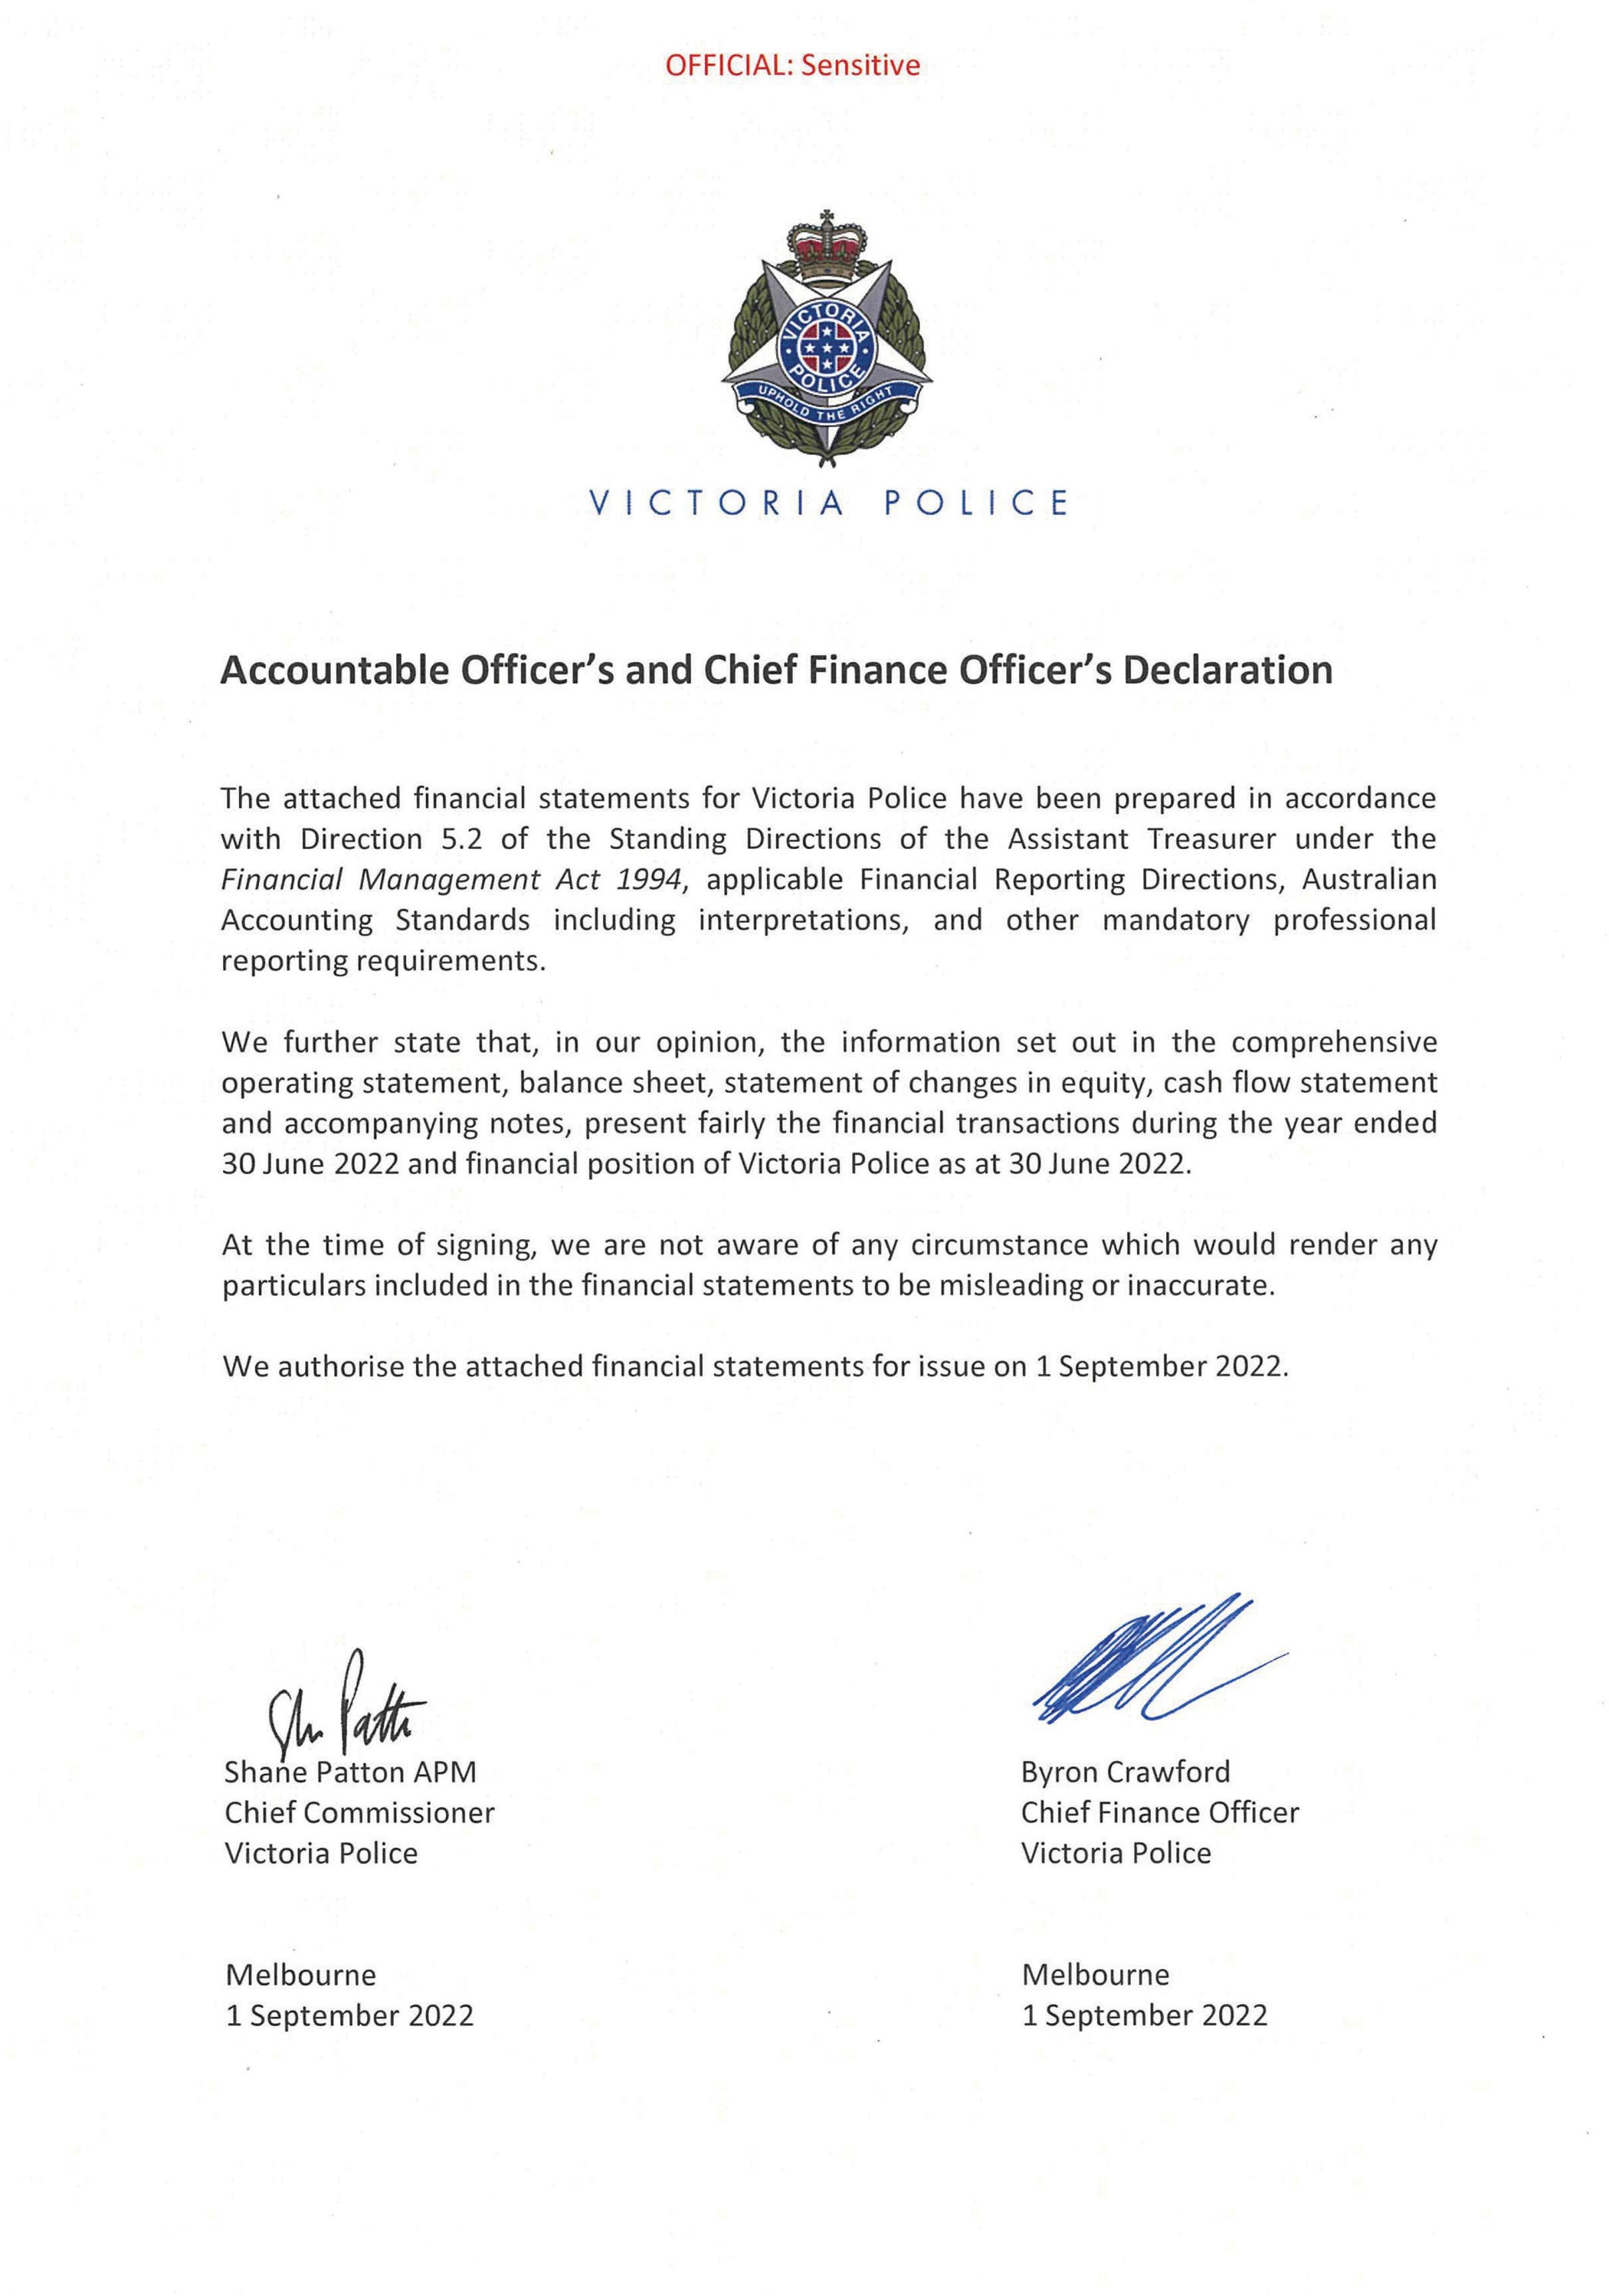 OFFICIAL: Sensitive
VICTORIA
POLICE
UPHOLD THE RIGHT
VICTORIA POLICE
Accountable Officer’s and Chief Finance Officer’s Declaration
The attached financial statements for Victoria Police have been prepared in accordance
with Direction 5.2 of the Standing Directions of the Assistant Treasurer under the
Financial Management Act 1994, applicable Financial Reporting Directions, Australian
Accounting Standards including interpretations, and other mandatory professional
reporting requirements.
We further state that, in our opinion, the information set out in the comprehensive
operating statement, balance sheet, statement of changes in equity, cash flow statement
and accompanying notes, present fairly the financial transactions during the year ended
30 June 2022 and financial position of Victoria Police as at 30 June 2022.
At the time of signing, we are not aware of any circumstance which would render any
particulars included in the financial statements to be misleading or inaccurate.
We authorise the attached financial statements for issue on 1 September 2022.
Shane Patton APM
Chief Commissioner
Victoria Police
Melbourne
1 September 2022
Byron Crawford
Chief Finance Officer
Victoria Police
Melbourne
1 September 2022